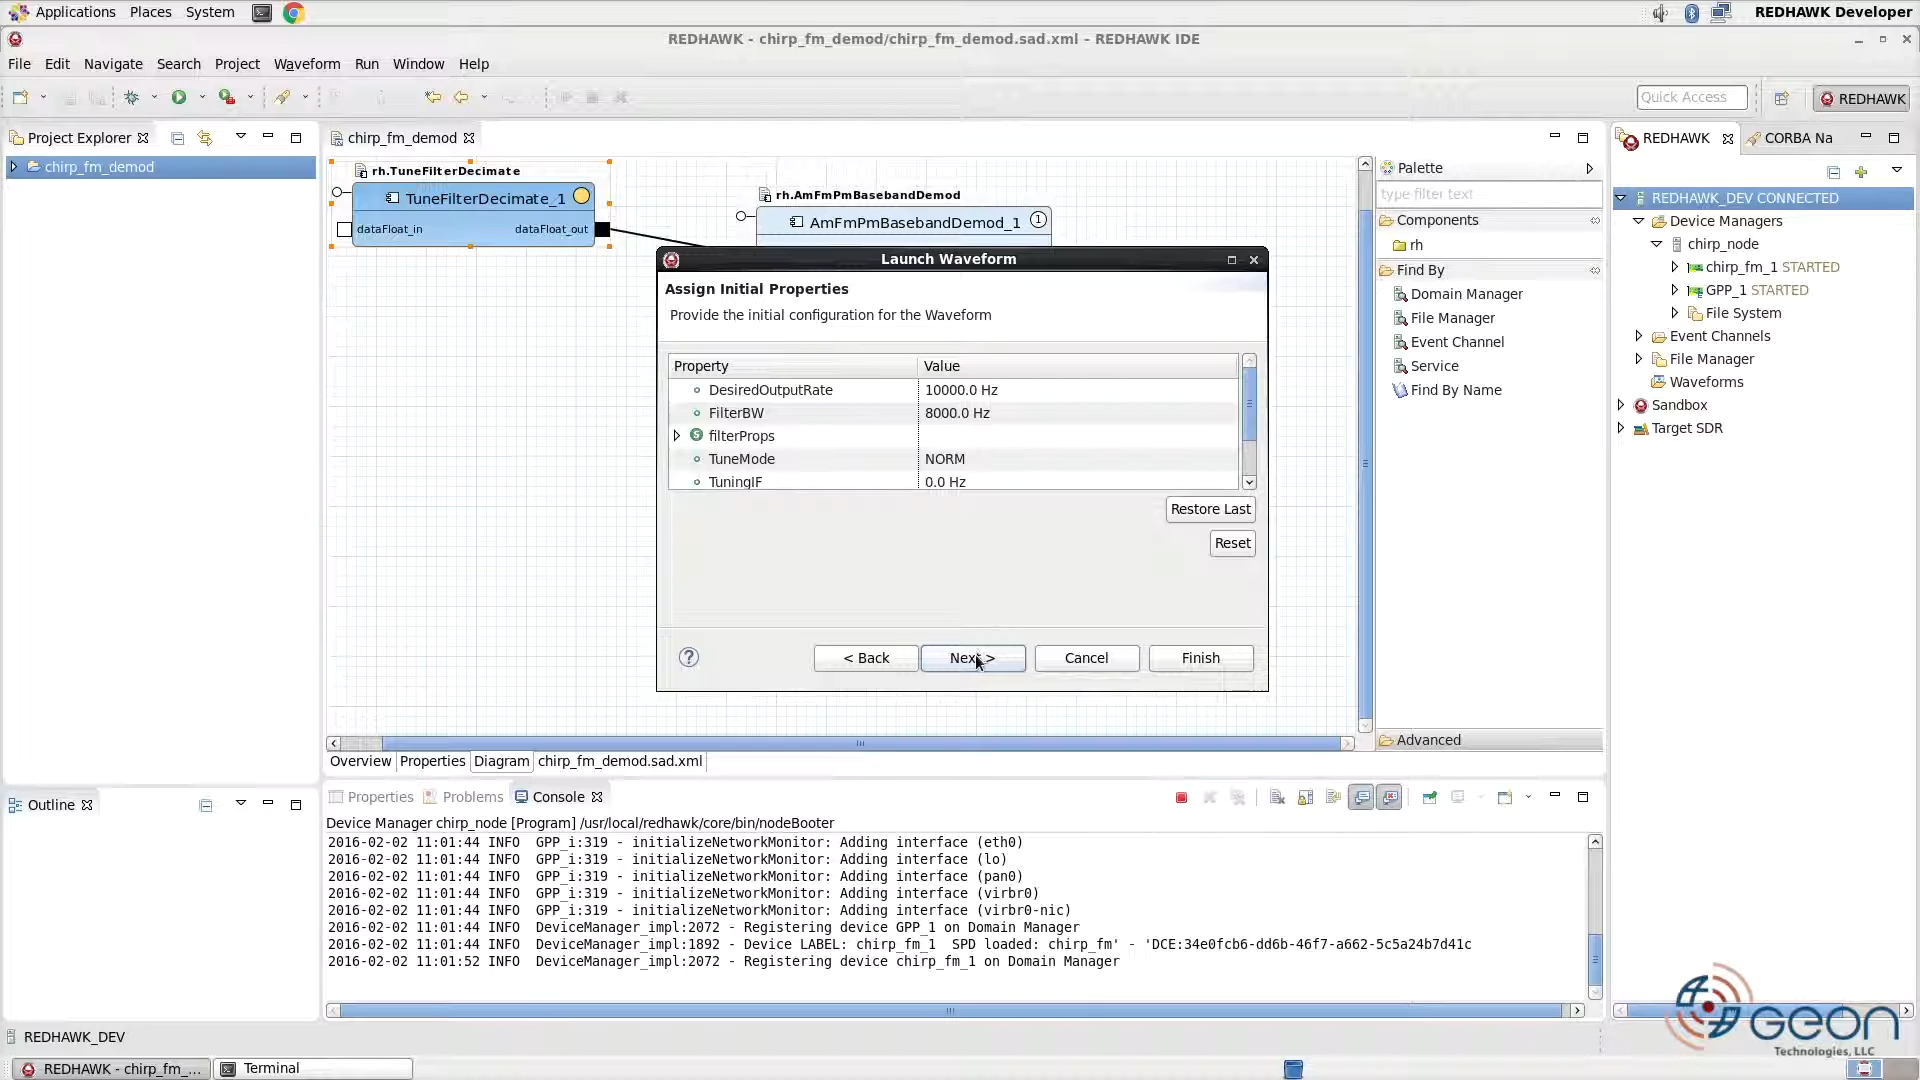 Applications Places System REDHAWK Developer
REDHAWK - chirp_fm_demod/chirp_fm_demod.sad.xml - REDHAWK IDE
File Edit Navigate Search Project Waveform Run Window Help
Quick Access REDHAWK
Project Explorer
chirp_fm_demod
chirp_fm_demod
rh.TuneFilterDecimate
TuneFilterDecimate_1
dataFloat_in dataFloat_out
rh.AmFmPmBasebandDemod
AmFmPmBasebandDemod_1 1
Launch Waveform
Assign Initial Properties
Provide the initial configuration for the Waveform
Property Value
DesiredOutputRate 10000.0 Hz
FilterBW 8000.0 Hz
filterProps
TuneMode NORM
TuningIF 0.0 Hz
Restore Last
Reset
< Back Next > Cancel Finish
Palette
type filter text
Components
rh
Find By
Domain Manager
File Manager
Event Channel
Service
Find By Name
Advanced
REDHAWK CORBA Na
REDHAWK_DEV CONNECTED
Device Managers
chirp_node
chirp_fm_1 STARTED
GPP_1 STARTED
File System
Event Channels
File Manager
Waveforms
Sandbox
Target SDR
Overview Properties Diagram chirp_fm_demod.sad.xml
Outline
Properties Problems Console
Device Manager chirp_node [Program] /usr/local/redhawk/core/bin/nodeBooter
2016-02-02 11:01:44 INFO GPP_i:319 - initializeNetworkMonitor: Adding interface (eth0)
2016-02-02 11:01:44 INFO GPP_i:319 - initializeNetworkMonitor: Adding interface (lo)
2016-02-02 11:01:44 INFO GPP_i:319 - initializeNetworkMonitor: Adding interface (pan0)
2016-02-02 11:01:44 INFO GPP_i:319 - initializeNetworkMonitor: Adding interface (virbr0)
2016-02-02 11:01:44 INFO GPP_i:319 - initializeNetworkMonitor: Adding interface (virbr0-nic)
2016-02-02 11:01:44 INFO DeviceManager_impl:2072 - Registering device GPP_1 on Domain Manager
2016-02-02 11:01:44 INFO DeviceManager_impl:1892 - Device LABEL: chirp_fm_1 SPD loaded: chirp_fm' - 'DCE:34e0fcb6-dd6b-46f7-a662-5c5a24b7d41c
2016-02-02 11:01:52 INFO DeviceManager_impl:2072 - Registering device chirp_fm_1 on Domain Manager
GEON
Technologies, LLC
REDHAWK_DEV
REDHAWK - chirp_fm_... Terminal